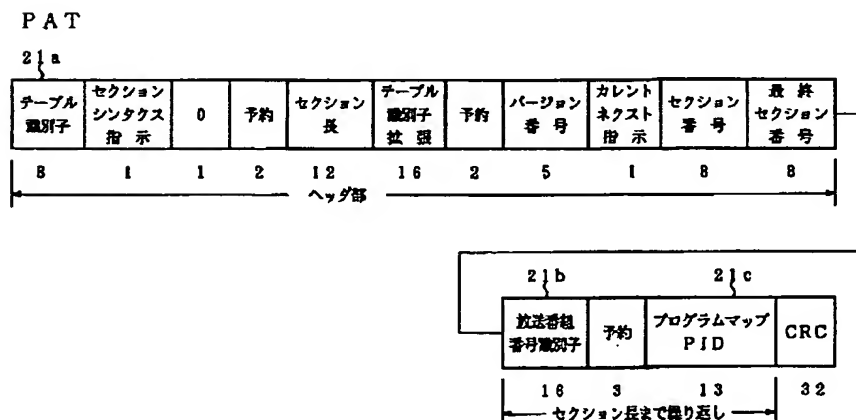 PAT
21a
テーブル
識別子
セクション
シンタクス
指示
0
予約
セクション
長
テーブル
識別子
拡張
予約
バージョン
番号
カレント
ネクスト
指示
セクション
番号
最終
セクション
番号
8
1
1
2
12
16
2
5
1
8
8
ヘッダ部
21b
21c
放送番組
番号識別子
予約
プログラムマップ
PID
CRC
16
3
13
32
セクション長まで繰り返し